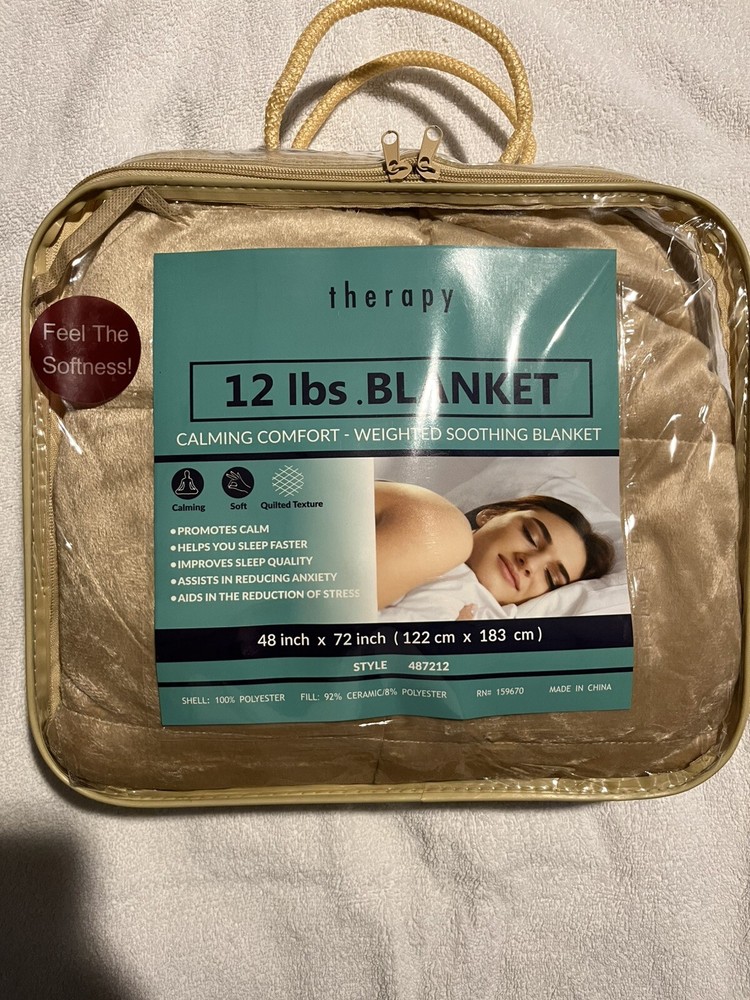 therapy
Feel The
Softness!
12 lbs.BLANKET
CALMING COMFORT - WEIGHTED SOOTHING BLANKET
Calming Soft Quilted Texture
•PROMOTES CALM
•HELPS YOU SLEEP FASTER
•IMPROVES SLEEP QUALITY
•ASSISTS IN REDUCING ANXIETY
•AIDS IN THE REDUCTION OF STRESS
48 inch x 72 inch (122 cm x 183 cm)
STYLE 487212
SHELL: 100% POLYESTER FILL: 92% CERAMIC/8% POLYESTER RN# 159670 MADE IN CHINA